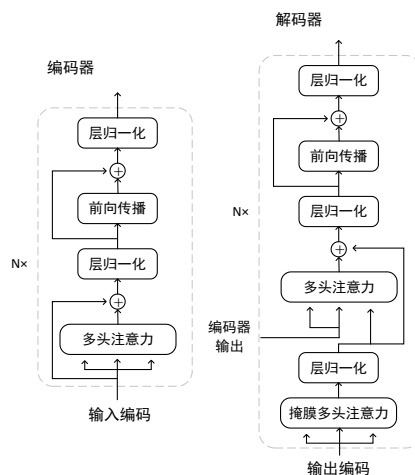 编码器
层归一化
前向传播
N×
层归一化
多头注意力
输入编码
解码器
层归一化
前向传播
N×
层归一化
多头注意力
编码器
输出
层归一化
掩膜多头注意力
输出编码